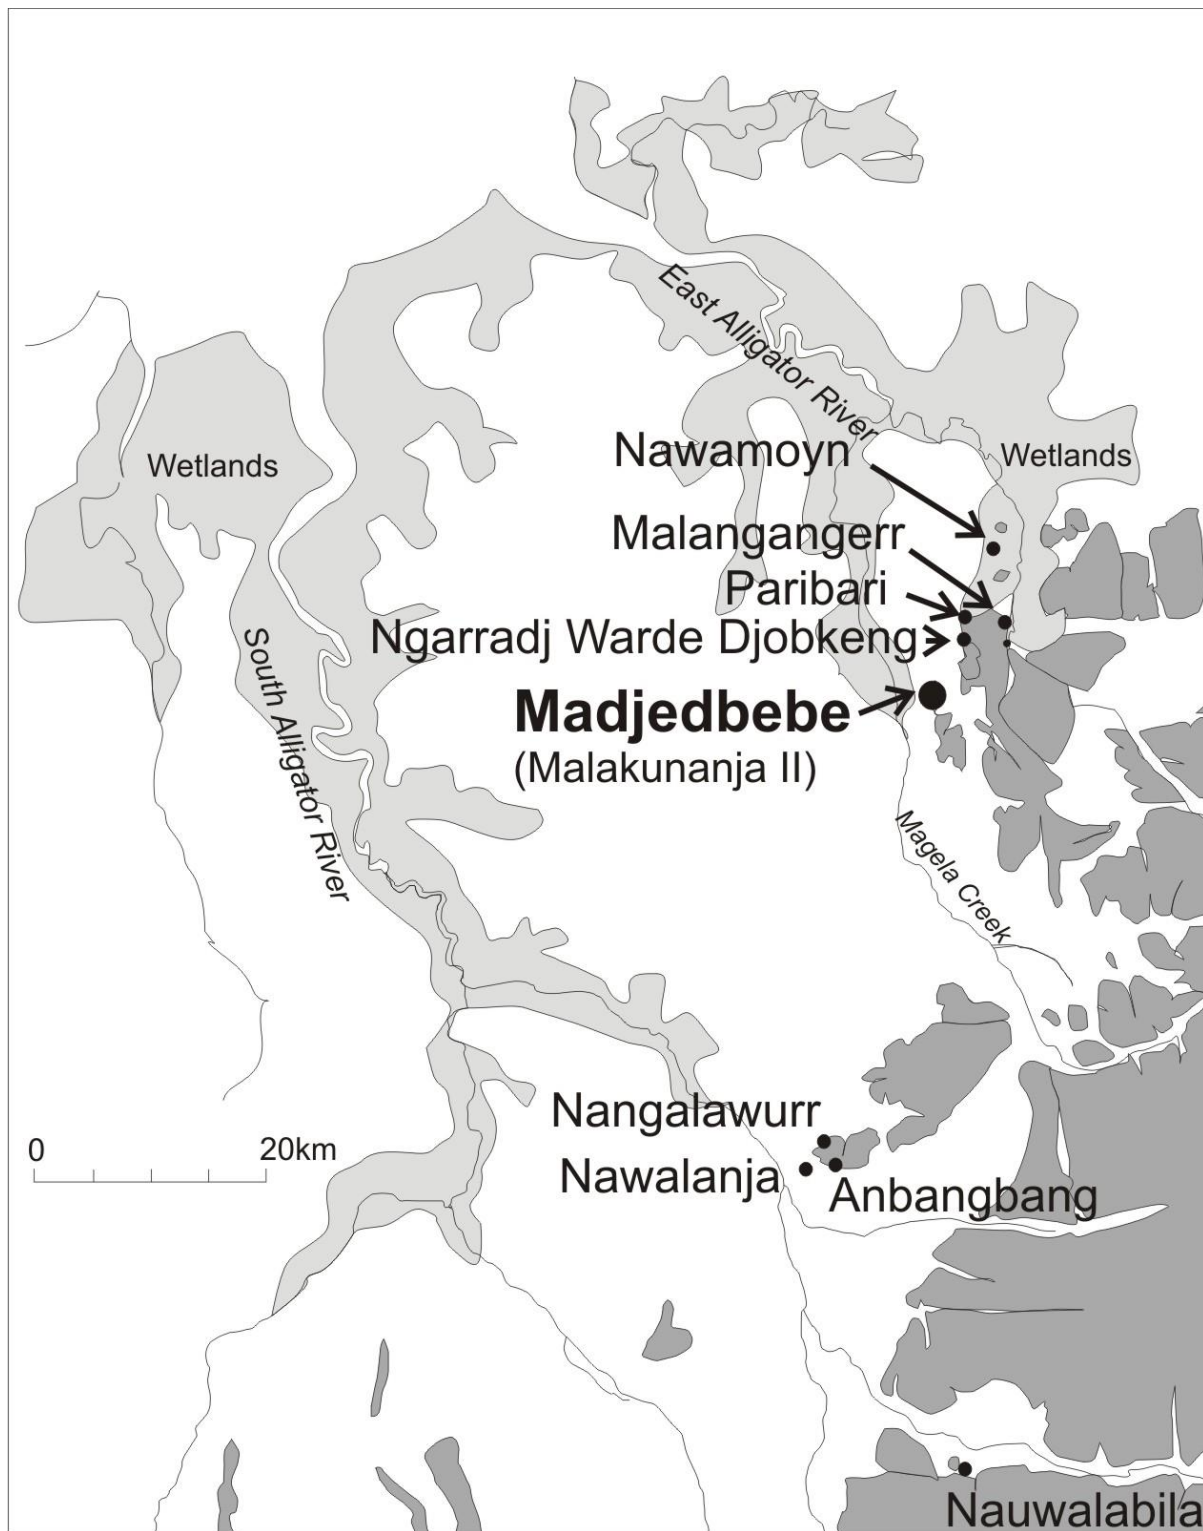 East Alligator River
Nawamoyn
Wetlands
Wetlands
Malangangerr
Paribari
Ngarradj Warde Djobkeng
Madjedbebe
(Malakunanja II)
South Alligator River
Magela Creek
Nangalawurr
0
20km
Nawalanja
Anbangbang
Nauwalabila